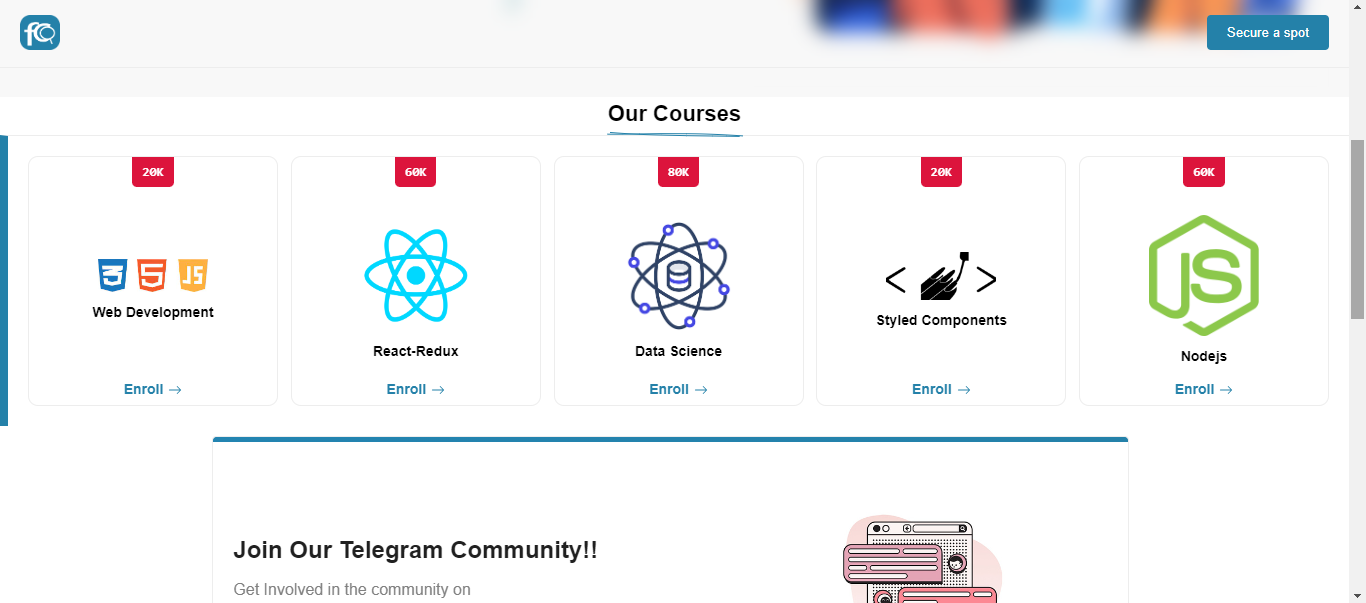 fc
Secure a spot
Our Courses
20K
60K
80K
20K
60K
JS
Web Development
React-Redux
Data Science
Styled Components
Nodejs
Enroll →
Enroll →
Enroll →
Enroll →
Enroll →
Join Our Telegram Community!!
Get Involved in the community on